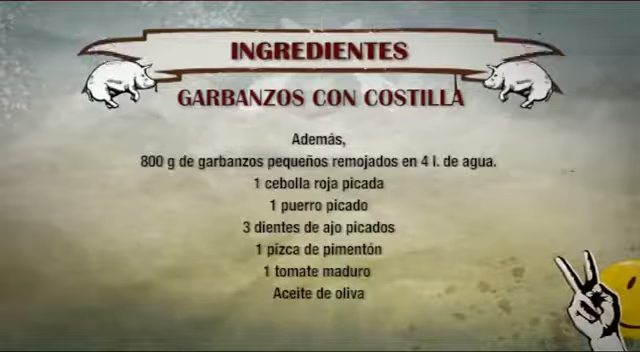 INGREDIENTES
GARBANZOS CON COSTILLA
Además,
800 g de garbanzos pequeños remojados en 4 l. de agua.
1 cebolla roja picada
1 puerro picado
3 dientes de ajo picados
1 pizca de pimentón
1 tomate maduro
Aceite de oliva